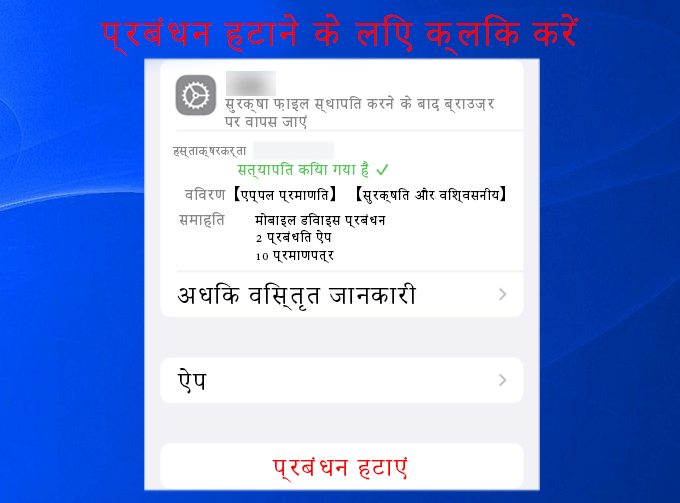 प्रबंधन हटाने के लिए क्लिक करें
सुरक्षा फ़ाइल स्थापित करने के बाद ब्राउज़र
पर वापस जाएं
हस्ताक्षरकर्ता
सत्यापित किया गया है ✓
विवरण 【एप्पल प्रमाणित】 【सुरक्षित और विश्वसनीय】
समाहित मोबाइल डिवाइस प्रबंधन
2 प्रबंधित ऐप
10 प्रमाणपत्र
अधिक विस्तृत जानकारी
ऐप
प्रबंधन हटाएं